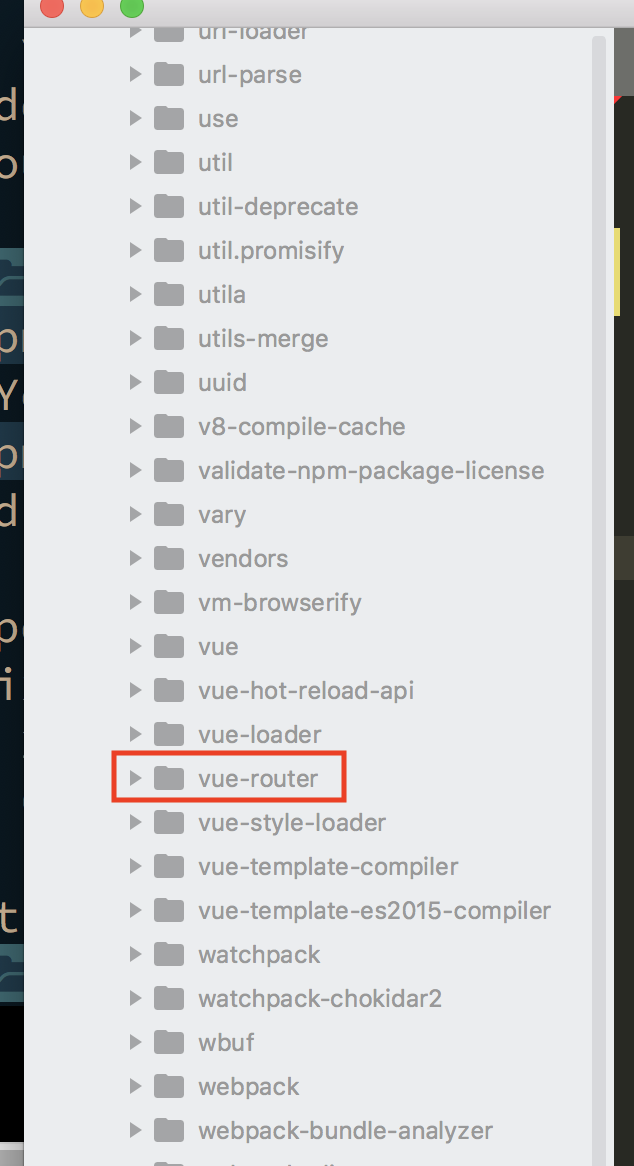 url-loader
url-parse
use
util
util-deprecate
util.promisify
utila
utils-merge
uuid
v8-compile-cache
validate-npm-package-license
vary
vendors
vm-browserify
vue
vue-hot-reload-api
vue-loader
vue-router
vue-style-loader
vue-template-compiler
vue-template-es2015-compiler
watchpack
watchpack-chokidar2
wbuf
webpack
webpack-bundle-analyzer